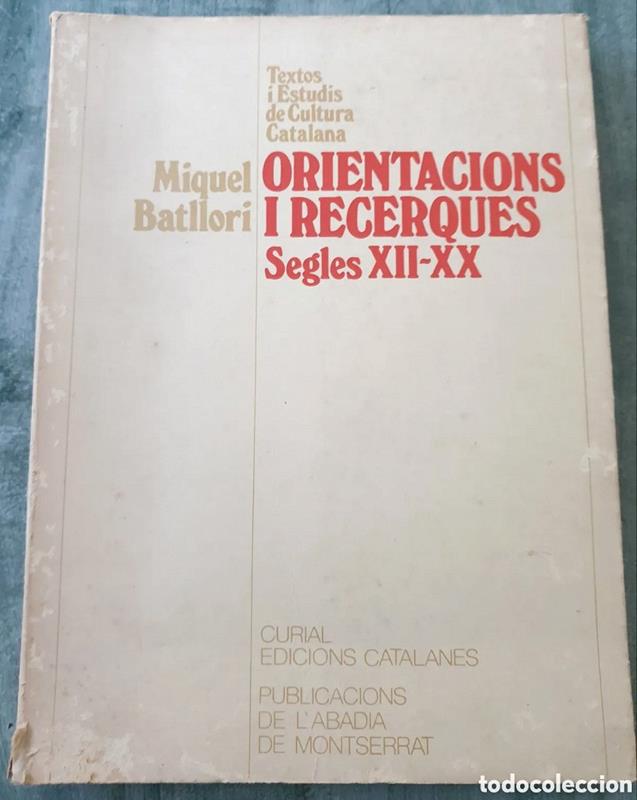 Textos
i Estudis
de Cultura
Catalana
Miquel
Batllori
ORIENTACIONS
I RECERQUES
Segles XII-XX
CURIAL
EDICIONS CATALANES
PUBLICACIONS
DE L'ABADIA
DE MONTSERRAT
todocoleccion